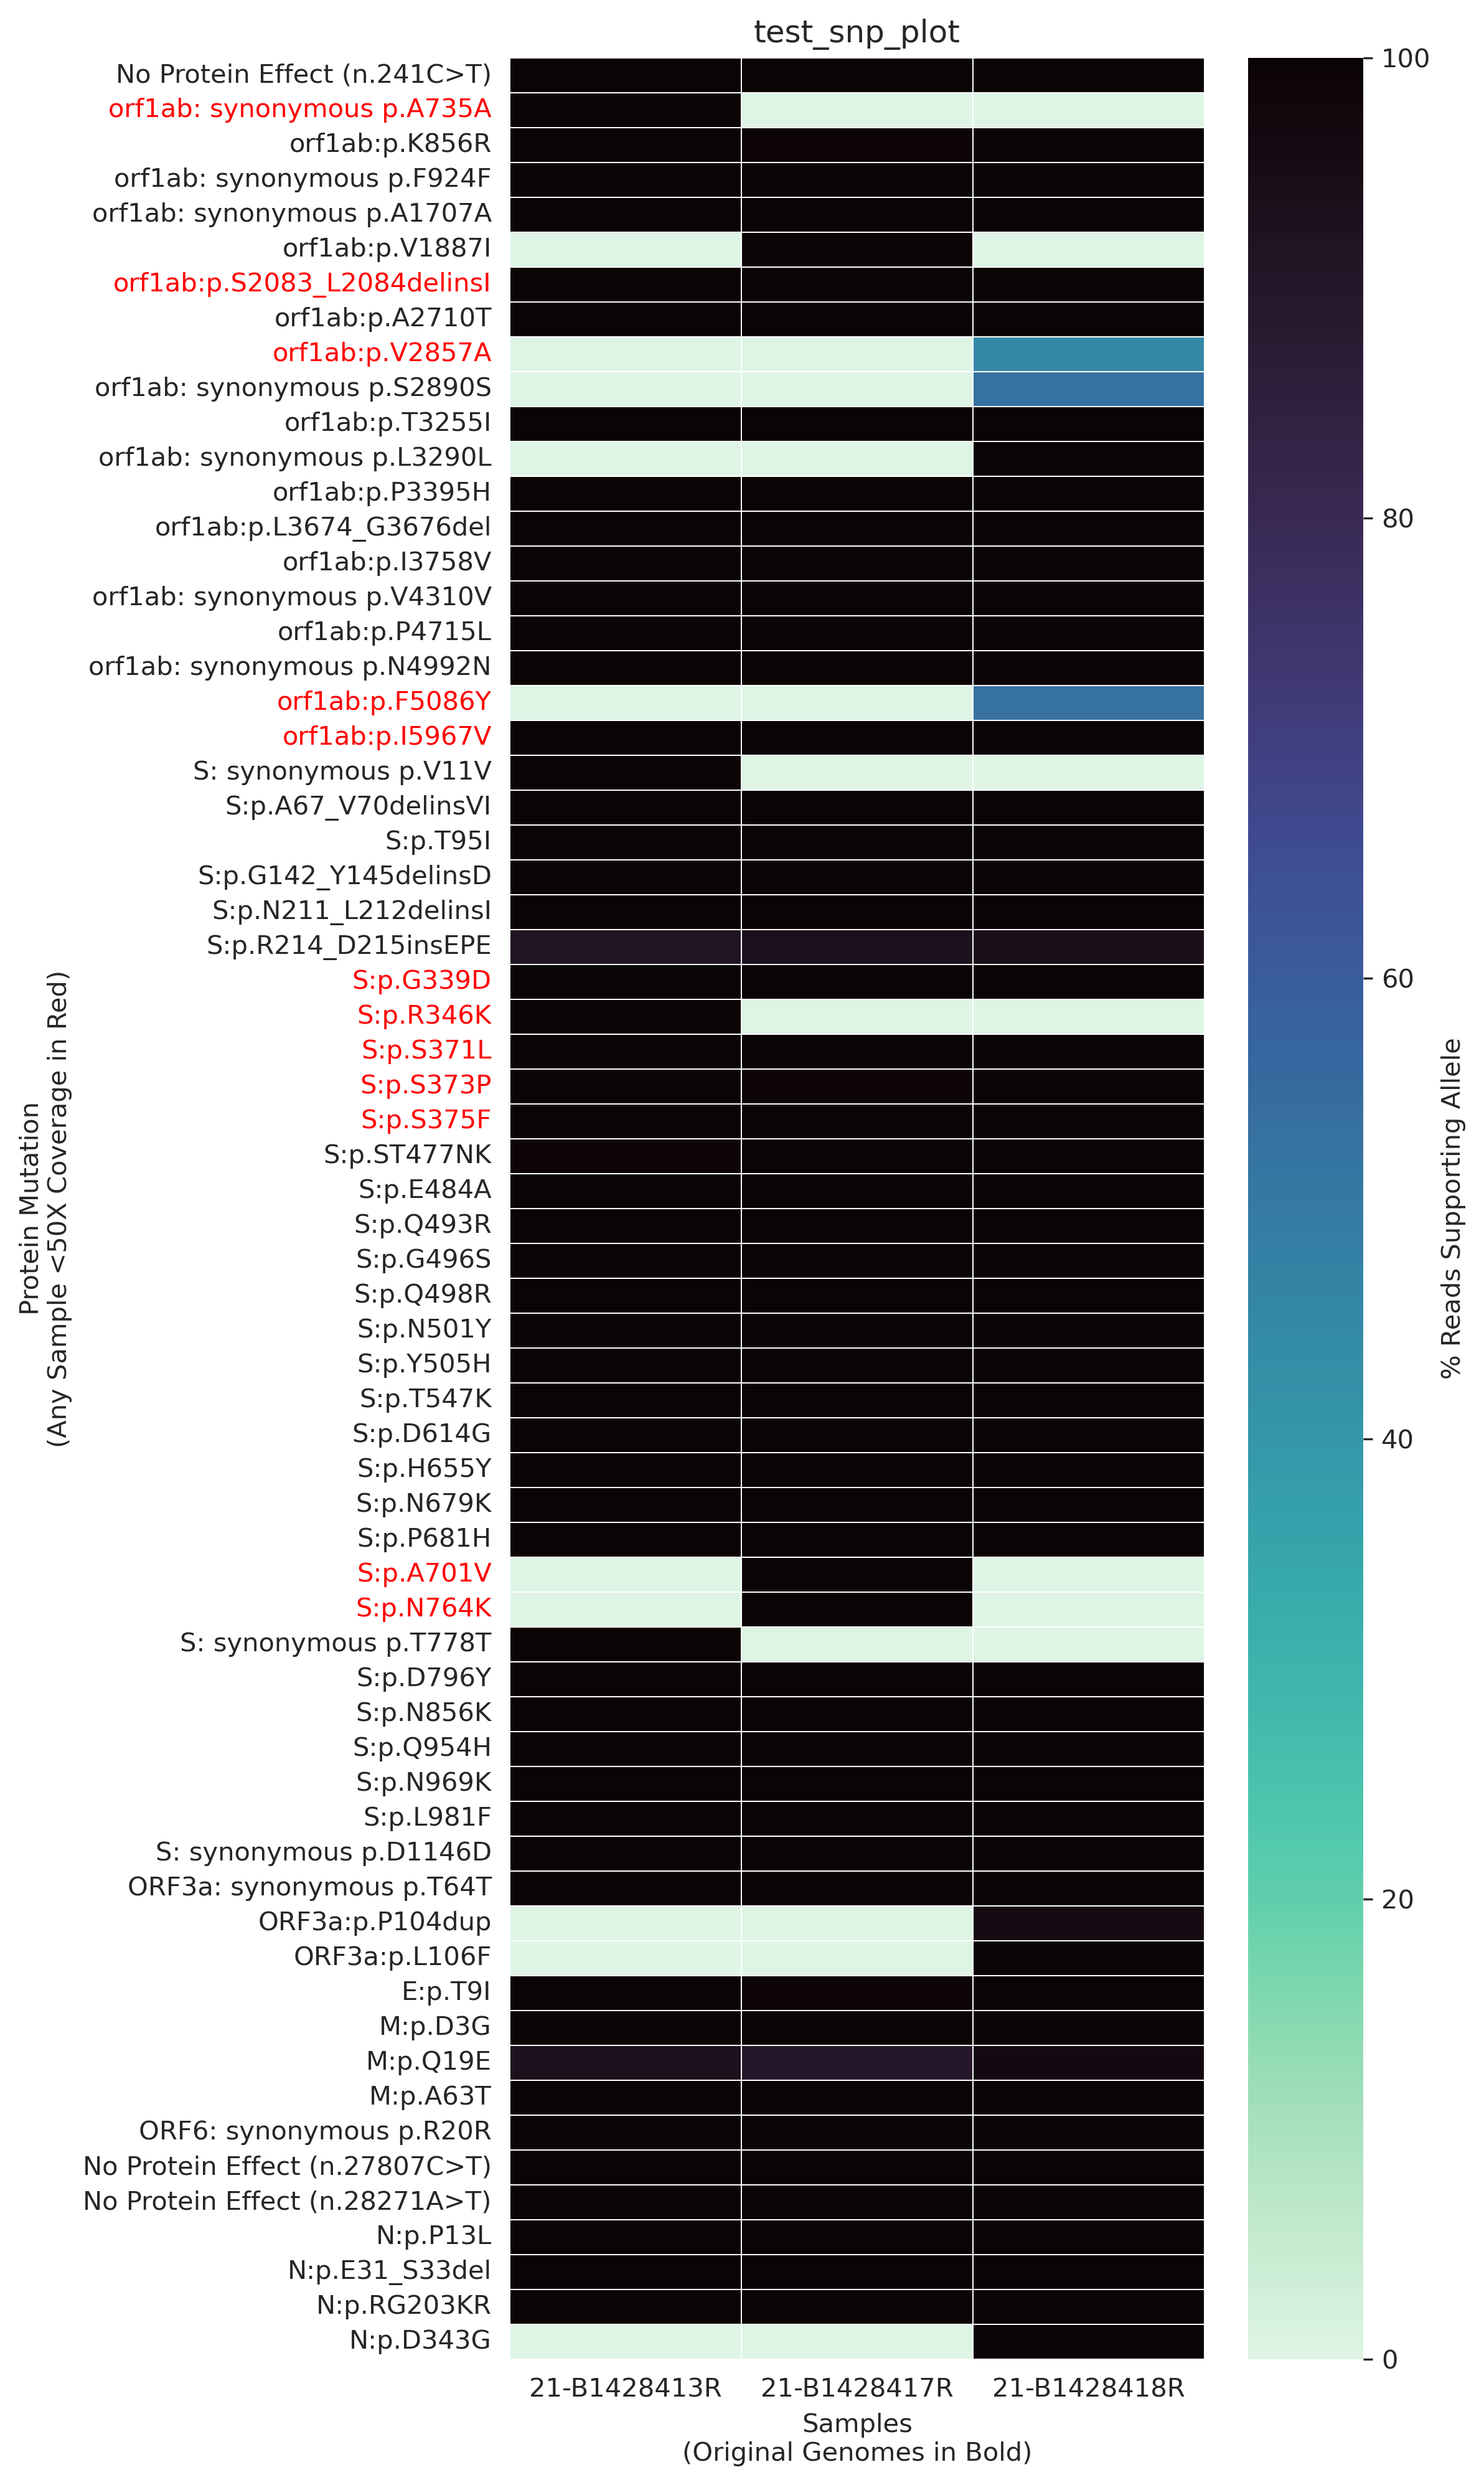 test_snp_plot
No Protein Effect (n.241C>T)
orf1ab: synonymous p.A735A
orf1ab:p.K856R
orf1ab: synonymous p.F924F
orf1ab: synonymous p.A1707A
orf1ab:p.V1887I
orf1ab:p.S2083_L2084delinsI
orf1ab:p.A2710T
orf1ab:p.V2857A
orf1ab: synonymous p.S2890S
orf1ab:p.T3255I
orf1ab: synonymous p.L3290L
orf1ab:p.P3395H
orf1ab:p.L3674_G3676del
orf1ab:p.I3758V
orf1ab: synonymous p.V4310V
orf1ab:p.P4715L
orf1ab: synonymous p.N4992N
orf1ab:p.F5086Y
orf1ab:p.I5967V
S: synonymous p.V11V
S:p.A67_V70delinsVI
S:p.T95I
S:p.G142_Y145delinsD
S:p.N211_L212delinsI
S:p.R214_D215insEPE
S:p.G339D
S:p.R346K
S:p.S371L
S:p.S373P
S:p.S375F
S:p.ST477NK
S:p.E484A
S:p.Q493R
S:p.G496S
S:p.Q498R
S:p.N501Y
S:p.Y505H
S:p.T547K
S:p.D614G
S:p.H655Y
S:p.N679K
S:p.P681H
S:p.A701V
S:p.N764K
S: synonymous p.T778T
S:p.D796Y
S:p.N856K
S:p.Q954H
S:p.N969K
S:p.L981F
S: synonymous p.D1146D
ORF3a: synonymous p.T64T
ORF3a:p.P104dup
ORF3a:p.L106F
E:p.T9I
M:p.D3G
M:p.Q19E
M:p.A63T
ORF6: synonymous p.R20R
No Protein Effect (n.27807C>T)
No Protein Effect (n.28271A>T)
N:p.P13L
N:p.E31_S33del
N:p.RG203KR
N:p.D343G
Protein Mutation
(Any Sample <50X Coverage in Red)
21-B1428413R
21-B1428417R
21-B1428418R
Samples
(Original Genomes in Bold)
100
80
60
40
20
0
% Reads Supporting Allele